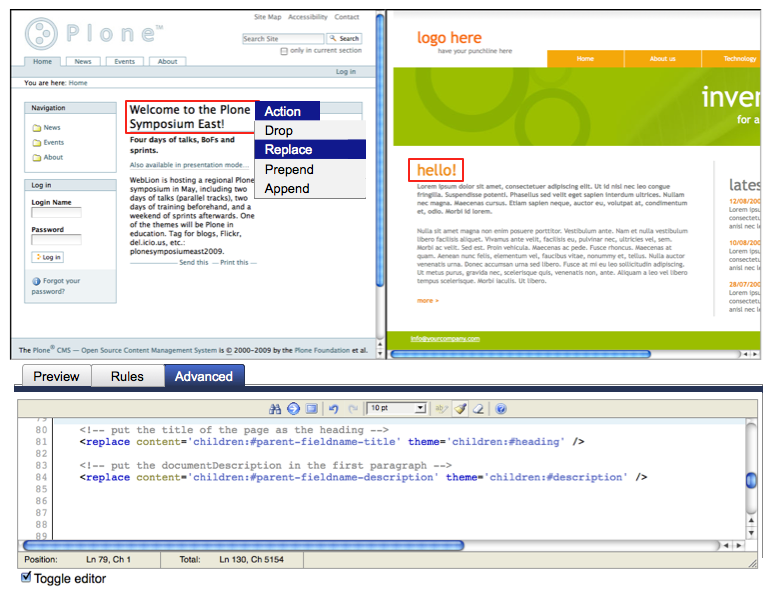 Site Map Accessibility Contact
Plone™
Search Site Search
only in current section
Home News Events About
Log in
You are here: Home
Navigation
News
Events
About
Log in
Login Name
Password
Log in
Forgot your
password?
Welcome to the Plone
Symposium East!
Four days of talks, BoFs and
sprints.
Also available in presentation mode…
WebLion is hosting a regional Plone
symposium in May, including two
days of talks (parallel tracks), two
days of training beforehand, and a
weekend of sprints afterwards. One
of the themes will be Plone in
education. Tag for blogs, Flickr,
del.icio.us, etc.:
plonesymposiumeast2009.
Send this — Print this —
Action
Drop
Replace
Prepend
Append
The Plone® CMS — Open Source Content Management System is © 2000-2009 by the Plone Foundation et al.
logo here
have your punchline here
Home About us Technology
inver
for a
hello!
Lorem ipsum dolor sit amet, consectetuer adipiscing elit. Ut id nisl nec leo congue
fringilla. Suspendisse potenti. Phasellus sed velit eget sapien interdum ultrices. Nullam
nec magna. Maecenas cursus. Etiam sapien neque, auctor eu, volutpat at, condimentum
et, odio. Morbi id lorem.
Nulla sit amet magna non enim posuere porttitor. Vestibulum ante. Nam et nulla vestibulum
libero facilisis aliquet. Vivamus ante velit, facilisis eu, pulvinar nec, ultricies vel, sem.
Morbi ac velit. Sed est. Proin vehicula. Maecenas ac pede. Fusce rhoncus. Maecenas at
quam. Aenean nunc felis, elementum vel, faucibus vitae, nonummy et, tellus. Nulla auctor
venenatis urna. Donec accumsan urna sed libero. Fusce at mi eu leo sollicitudin placerat.
Ut metus purus, gravida nec, scelerisque quis, venenatis non, ante. Aliquam a leo vel libero
tempus scelerisque. Morbi iaculis. Ut libero.
more »
lates
12/08/200
Lorem ipsu
consectetu
adipiscing
10/08/200
Lorem ipsu
consectetu
adipiscing
28/07/200
Lorem ipsu
consectetu
adipiscing
info@yourcompany.com
Preview Rules Advanced
10 pt
79
80 <!-- put the title of the page as the heading -->
81 <replace content='children:#parent-fieldname-title' theme='children:#heading' />
82
83 <!-- put the documentDescription in the first paragraph -->
84 <replace content='children:#parent-fieldname-description' theme='children:#description' />
85
86
87
88
89
Position: Ln 79, Ch 1 Total: Ln 130, Ch 5154
Toggle editor